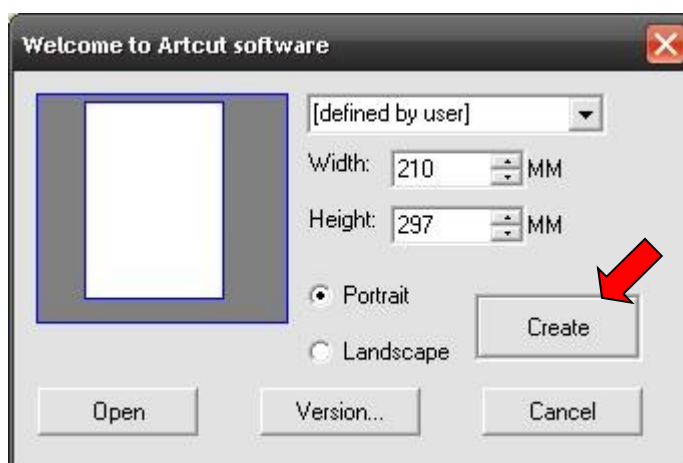 Welcome to Artcut software
[defined by user]
Width: 210 MM
Height: 297 MM
Portrait
Landscape
Create
Open Version... Cancel